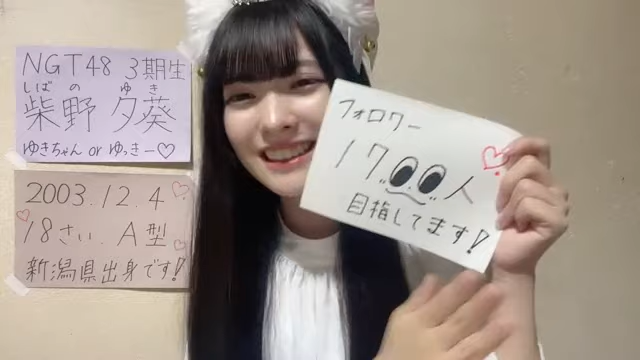 NGT48 3期生
しばの ゆき
柴野 夕葵
ゆきちゃん or ゆっきー♡
2003.12.4
18さい. A型
新潟県出身です!
フォロワー
1700人
目指してます!